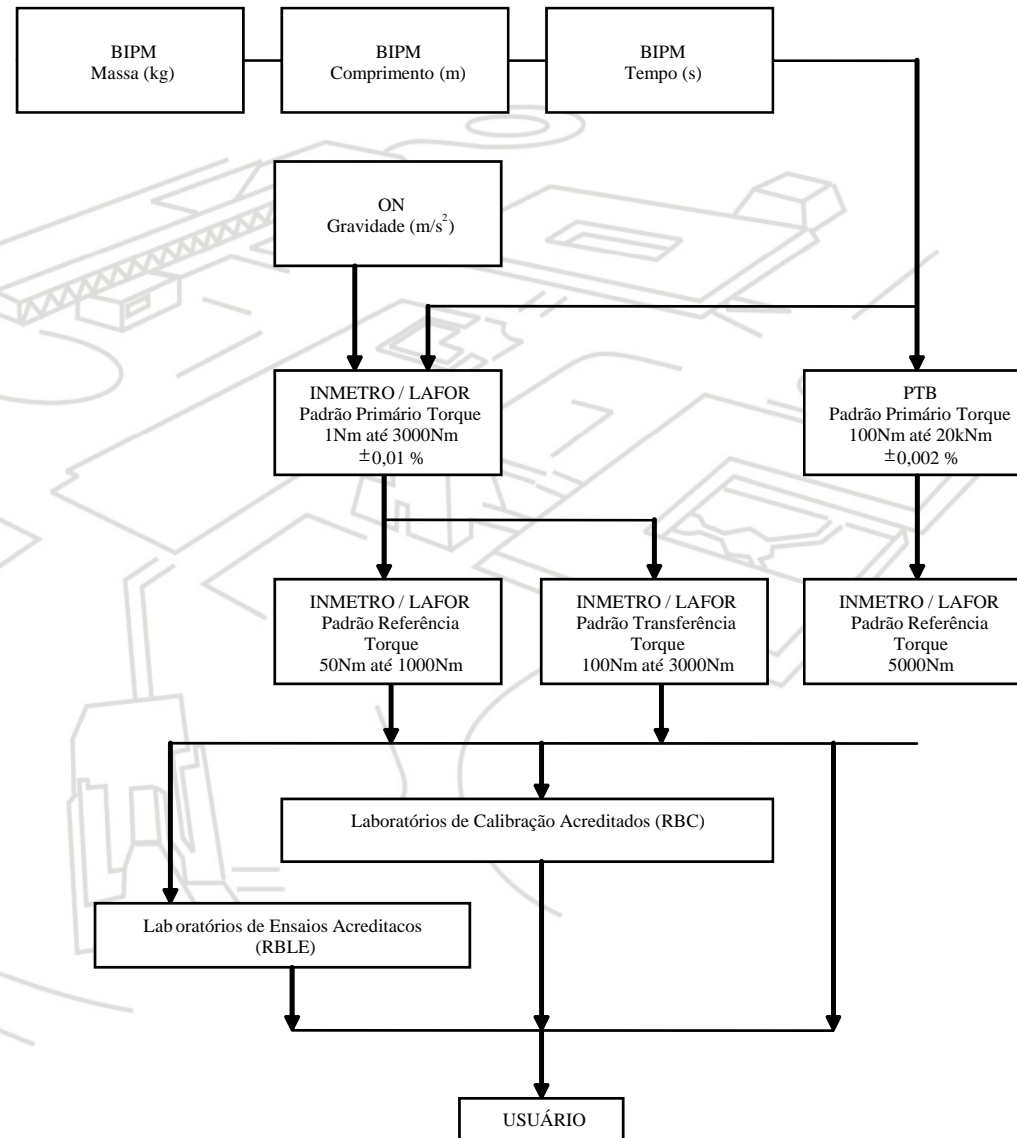 BIPM
Massa (kg)
BIPM
Comprimento (m)
BIPM
Tempo (s)
ON
Gravidade (m/s²)
INMETRO / LAFOR
Padrão Primário Torque
1Nm até 3000Nm
±0,01 %
PTB
Padrão Primário Torque
100Nm até 20kNm
±0,002 %
INMETRO / LAFOR
Padrão Referência
Torque
50Nm até 1000Nm
INMETRO / LAFOR
Padrão Transferência
Torque
100Nm até 3000Nm
INMETRO / LAFOR
Padrão Referência
Torque
5000Nm
Laboratórios de Calibração Acreditados (RBC)
Laboratórios de Ensaios Acreditacos
(RBLE)
USUÁRIO